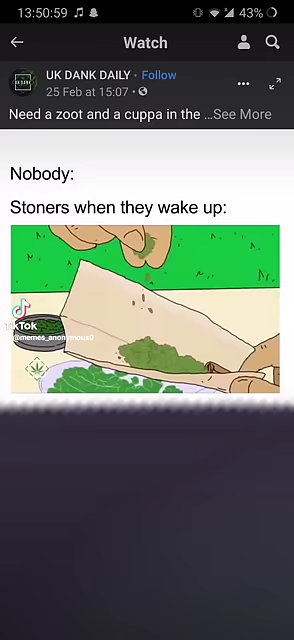 13:50:59
43%
Watch
UK DANK DAILY · Follow
25 Feb at 15:07 ·
Need a zoot and a cuppa in the ...See More
Nobody:
Stoners when they wake up:
TikTok
@memes_anonymous0